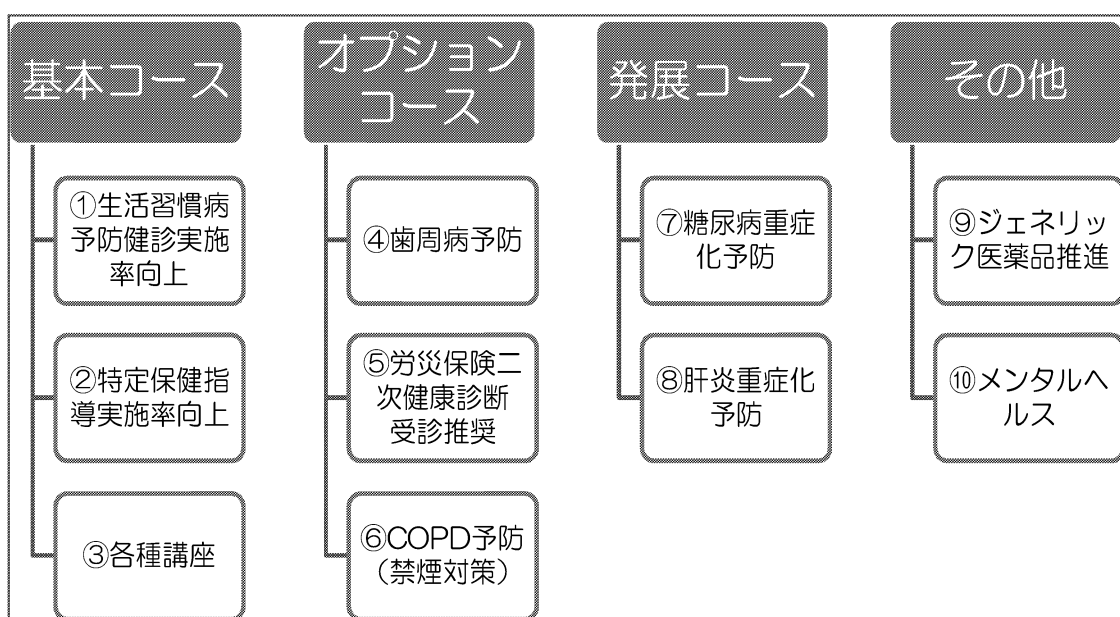 基本コース
①生活習慣病
予防健診実施
率向上
②特定保健指
導実施率向上
③各種講座
オプション
コース
④歯周病予防
⑤労災保険二
次健康診断
受診推奨
⑥COPD予防
（禁煙対策）
発展コース
⑦糖尿病重症
化予防
⑧肝炎重症化
予防
その他
⑨ジェネリッ
ク医薬品推進
⑩メンタルヘ
ルス